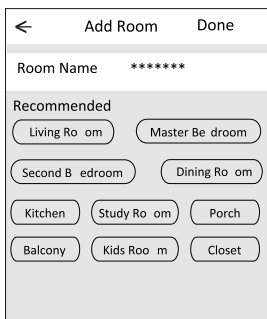 Add Room Done
Room Name *******
Recommended
Living Ro om Master Be droom
Second B edroom Dining Ro om
Kitchen Study Ro om Porch
Balcony Kids Roo m Closet